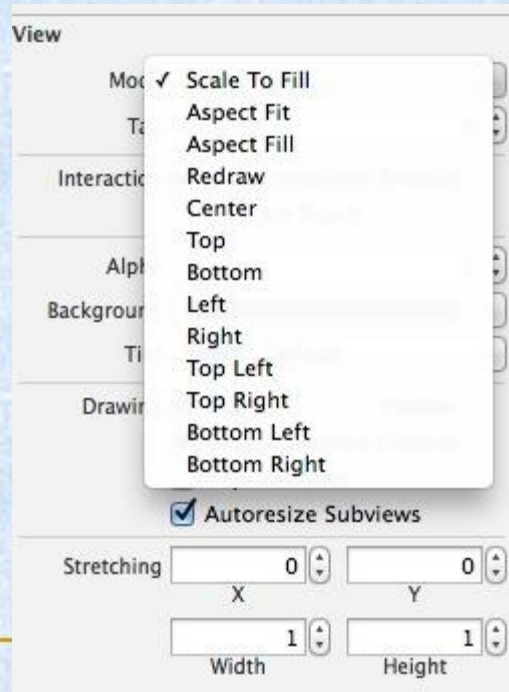 View
Mod ✓ Scale To Fill
Aspect Fit
Ta
Aspect Fill
Redraw
Interactio
Center
Top
Alph
Bottom
Left
Backgroun
Right
Ti
Top Left
Drawin
Top Right
Bottom Left
Bottom Right
Autoresize Subviews
Stretching 0 0
X Y
1 1
Width Height